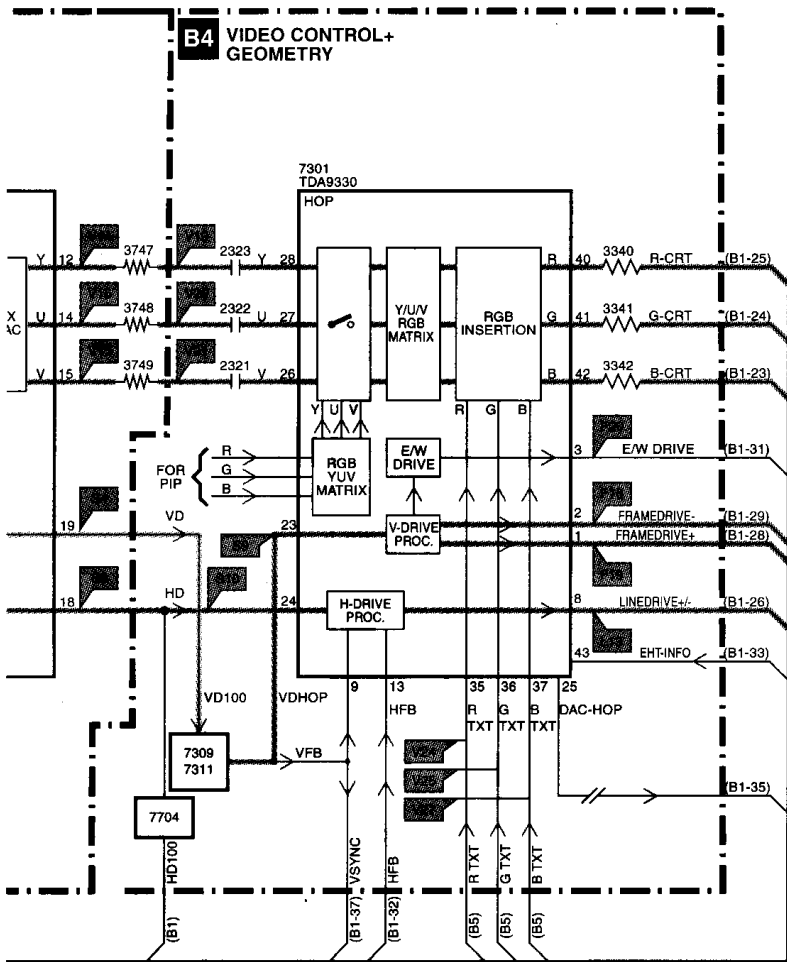 B4 VIDEO CONTROL+
GEOMETRY
7301
TDA9330
HOP
Y 12 3747 2323 Y 28 R 40 3340 R-CRT (B1-25)
X
AC
U 14 3748 2322 U 27 Y/U/V
RGB
MATRIX
RGB
INSERTION
G 41 3341 G-CRT (B1-24)
V 15 3749 2321 V 26 B 42 3342 B-CRT (B1-23)
Y U V R G B
FOR
PIP
R
G
B
RGB
YUV
MATRIX
E/W
DRIVE
3 E/W DRIVE (B1-31)
19 VD 23 V-DRIVE
PROC.
2 FRAMEDRIVE- (B1-29)
1 FRAMEDRIVE+ (B1-28)
18 HD 24 H-DRIVE
PROC.
8 LINEDRIVE+/- (B1-26)
43 EHT-INFO (B1-33)
9 13 35 36 37 25
VD100 VDHOP HFB R
TXT
G
TXT
B
TXT
DAC-HOP
7309
7311
VFB
V24
7704
(B1-35)
HD100 VSYNC HFB R TXT G TXT B TXT
(B1) (B1-37) (B1-32) (B5) (B5) (B5)